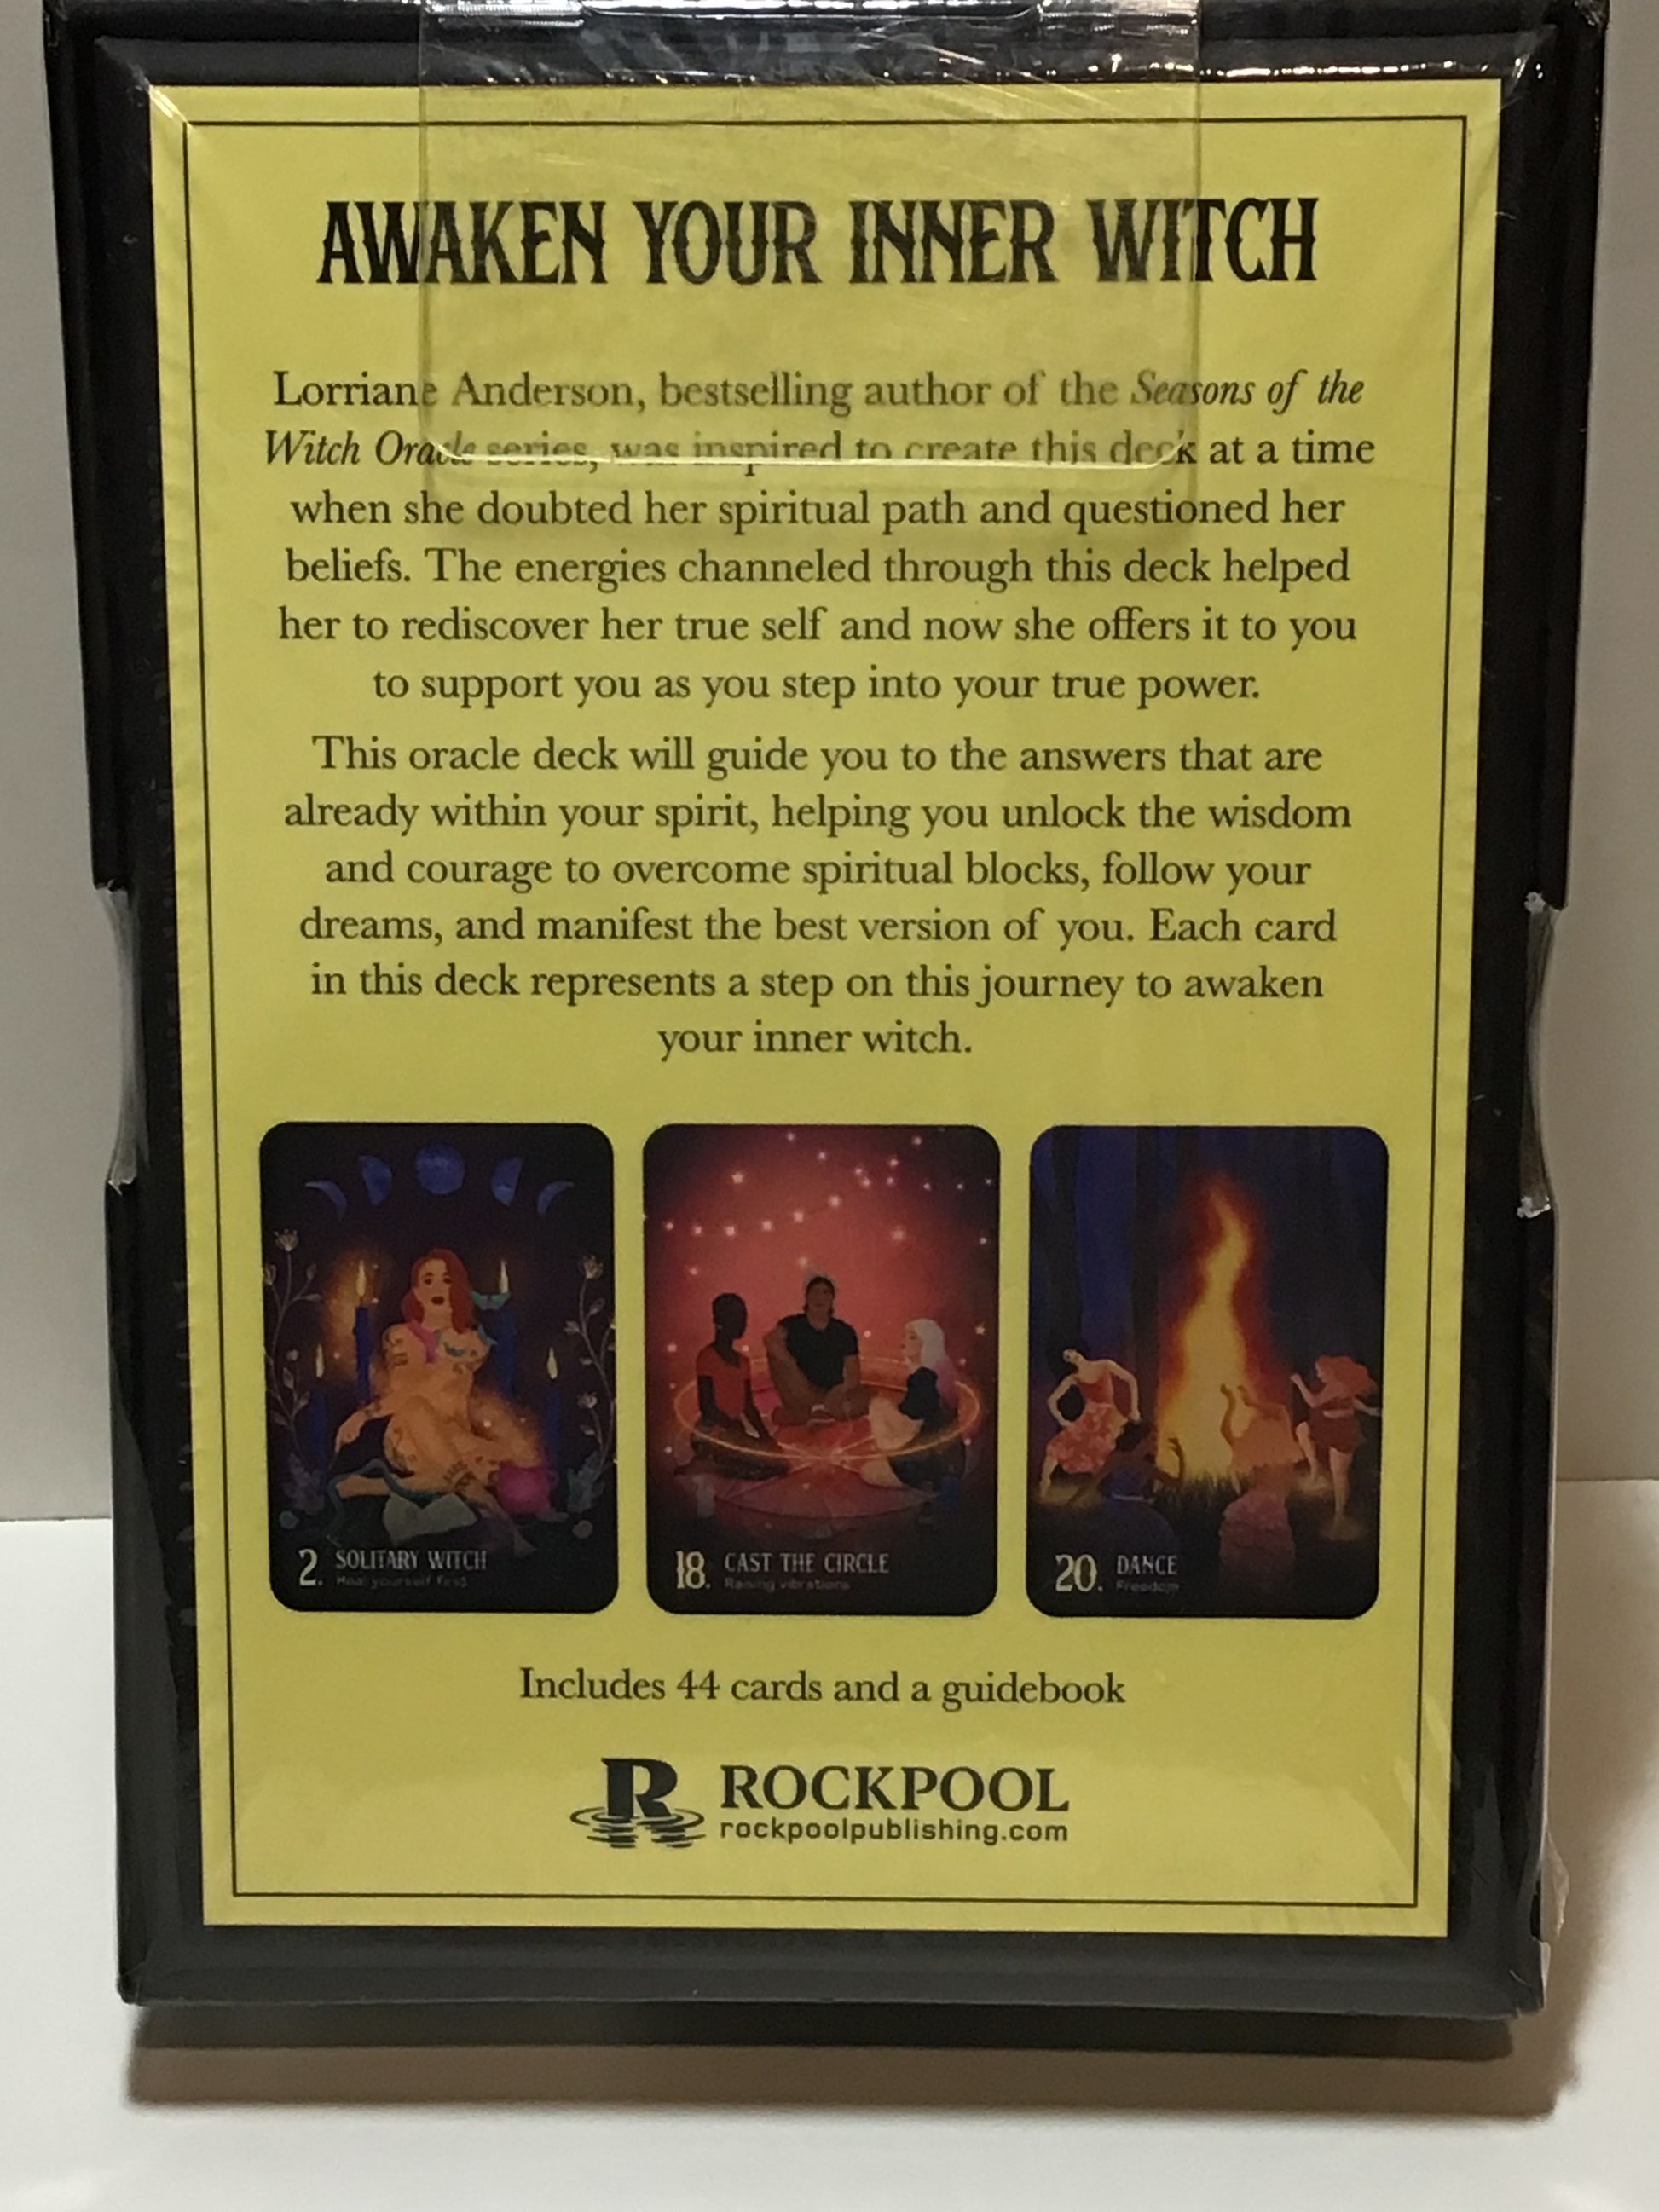 AWAKEN YOUR INNER WITCH
Lorriane Anderson, bestselling author of the Seasons of the
Witch Oracle series, was inspired to create this deck at a time
when she doubted her spiritual path and questioned her
beliefs. The energies channeled through this deck helped
her to rediscover her true self and now she offers it to you
to support you as you step into your true power.
This oracle deck will guide you to the answers that are
already within your spirit, helping you unlock the wisdom
and courage to overcome spiritual blocks, follow your
dreams, and manifest the best version of you. Each card
in this deck represents a step on this journey to awaken
your inner witch.
2. SOLITARY WITCH
Heal yourself first
18. CAST THE CIRCLE
Raising vibrations
20. DANCE
Freedom
Includes 44 cards and a guidebook
R ROCKPOOL
rockpoolpublishing.com